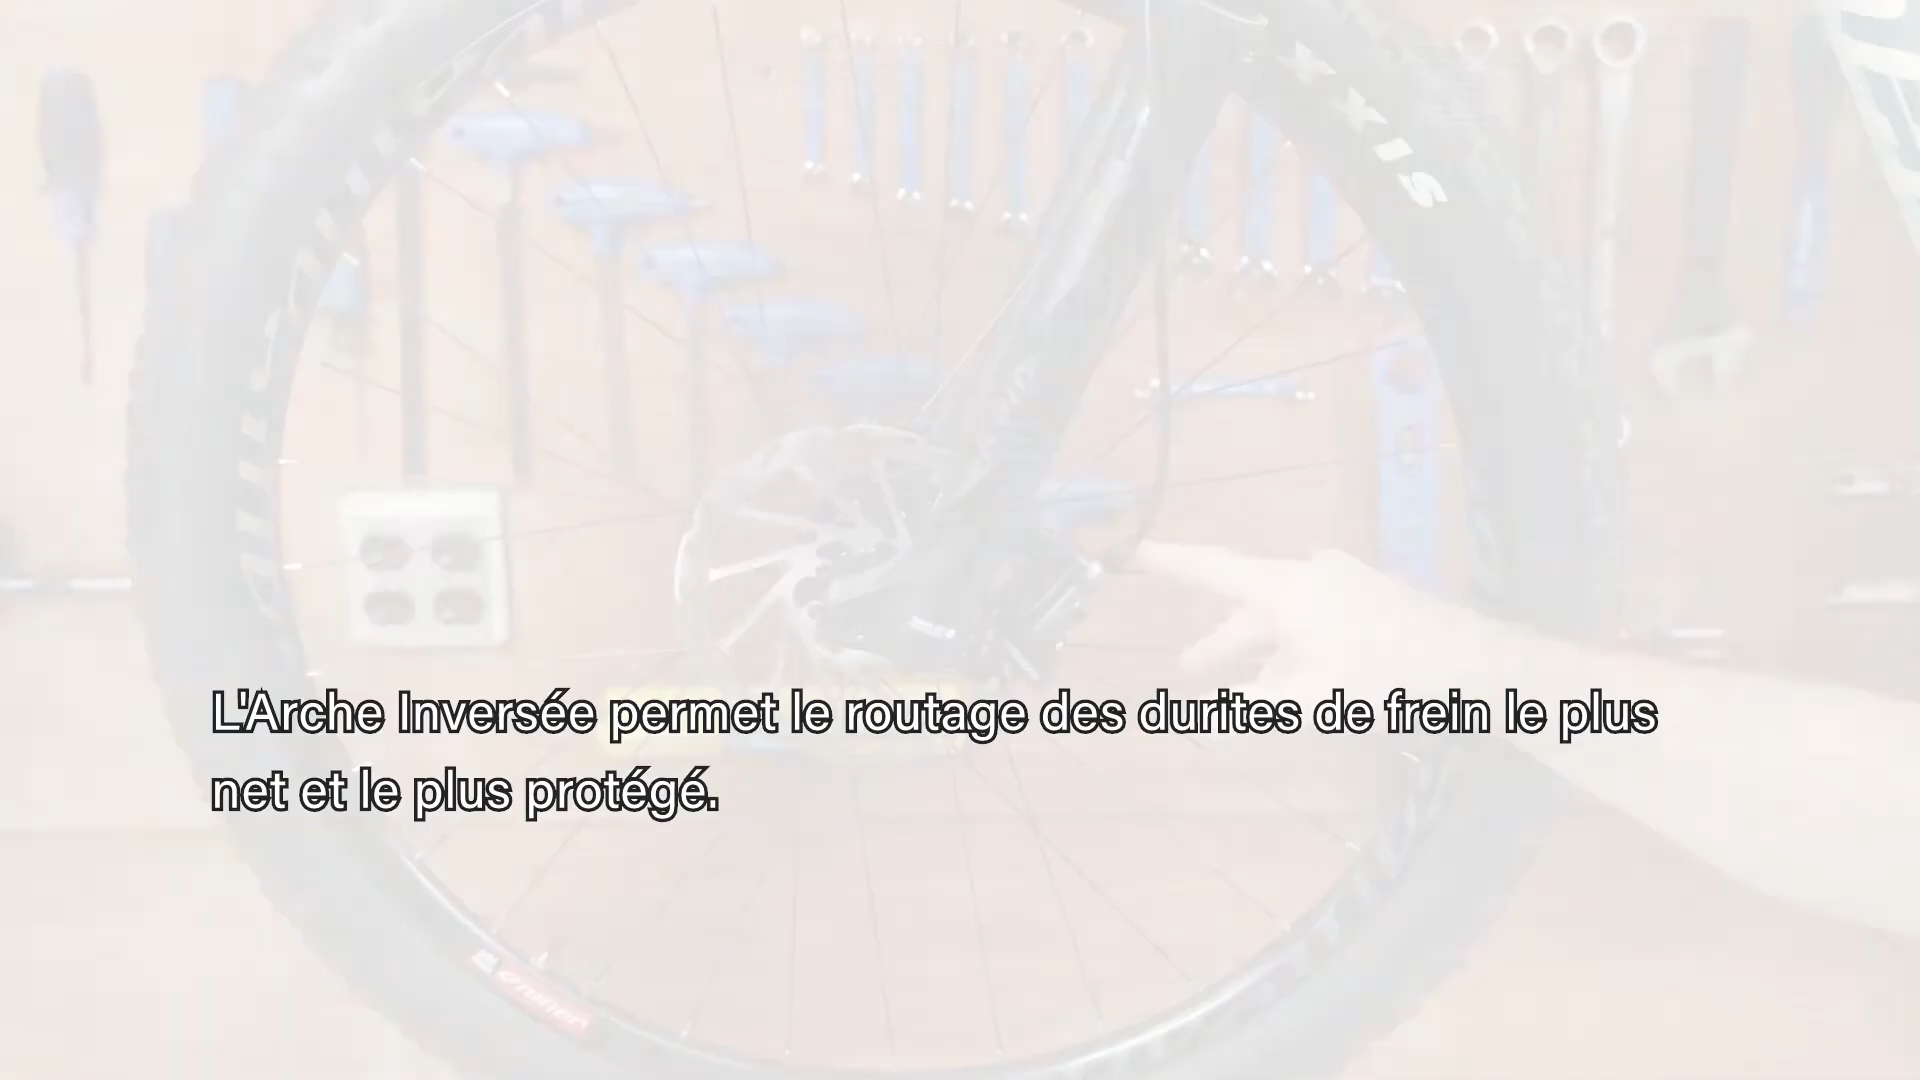 L'Arche Inversée permet le routage des durites de frein le plus
net et le plus protégé.